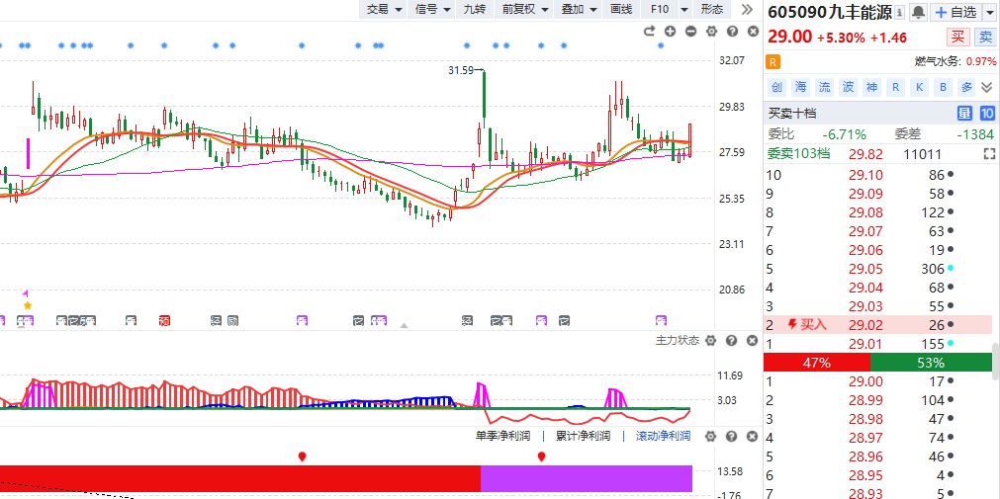 交易 信号 九转 前复权 叠加 画线 F10 形态
605090九丰能源
自选
29.00 +5.30% +1.46 买 卖
R 燃气水务: 0.97%
创 海 流 波 神 R K B 多
买卖十档 10
委比 -6.71% 委差 -1384
委卖103档 29.82 11011
10 29.10 86
9 29.09 58
8 29.08 122
7 29.07 63
6 29.06 19
5 29.05 306
4 29.04 68
3 29.03 55
2 买入 29.02 26
1 29.01 155
47% 53%
1 29.00 17
2 28.99 104
3 28.98 47
4 28.97 74
5 28.96 46
6 28.95 4
7 28.93 5
31.59
32.07
29.83
27.59
25.35
23.11
20.86
预
主力状态
11.69
3.03
单季净利润 | 累计净利润 | 滚动净利润
13.58
-1.76